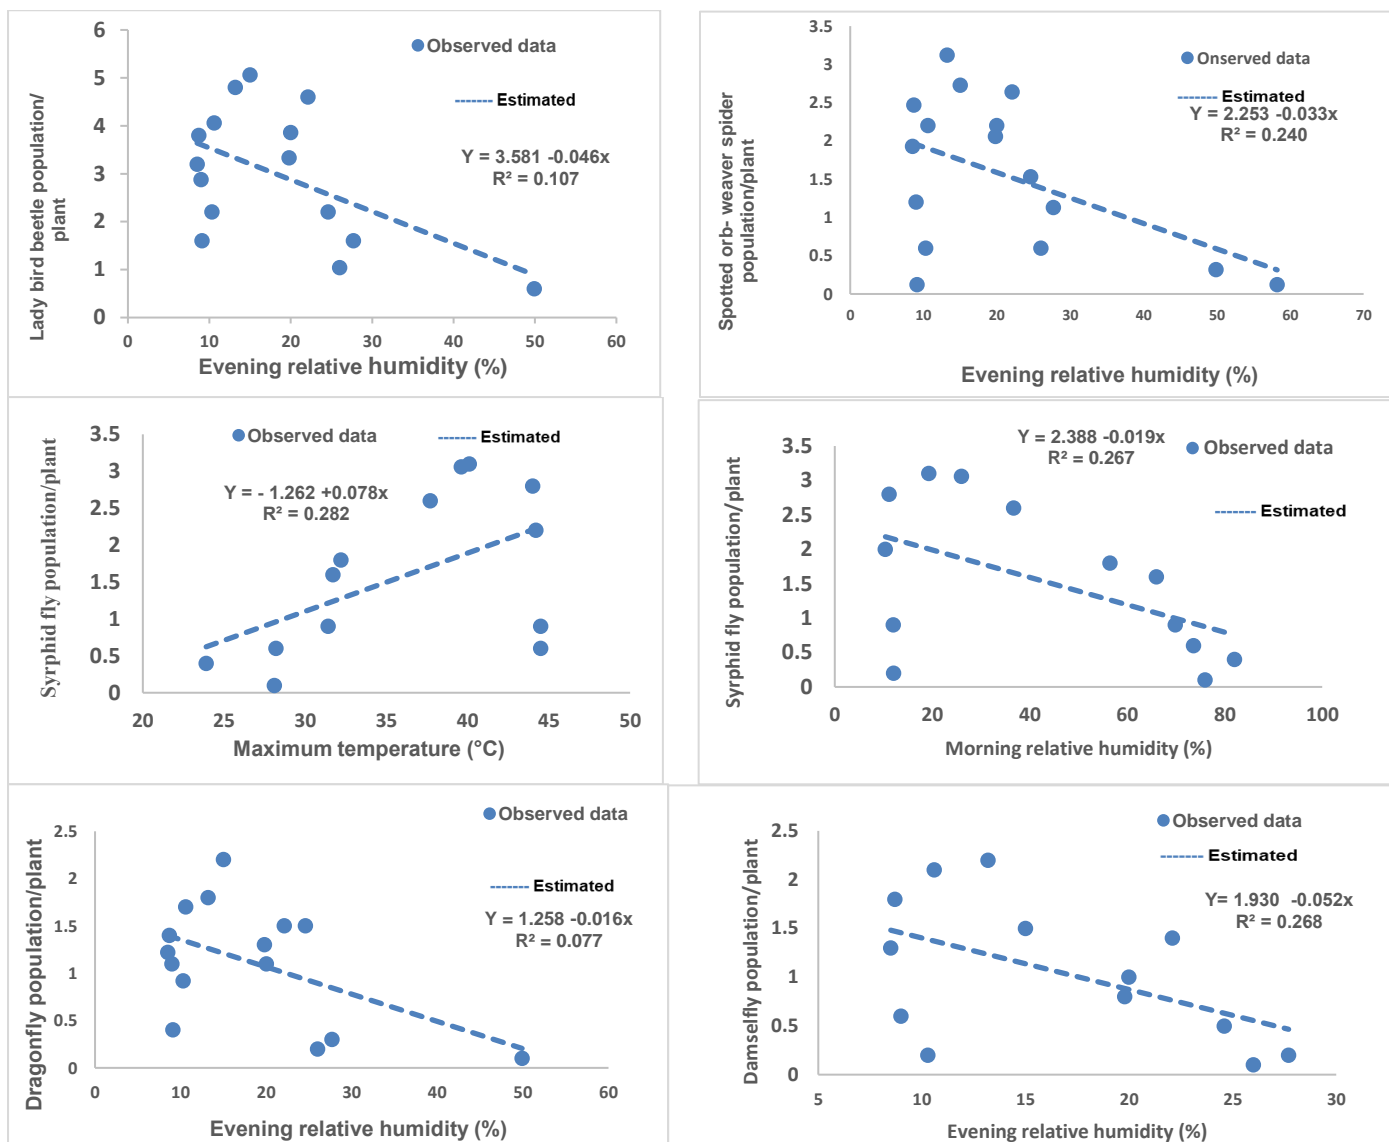 Lady bird beetle population/
plant
6
5
4
3
2
1
0
Observed data
Estimated
Y = 3.581 -0.046x
R² = 0.107
0 10 20 30 40 50 60
Evening relative humidity (%)
Spotted orb- weaver spider
population/plant
3.5
3
2.5
2
1.5
1
0.5
0
Onserved data
Estimated
Y = 2.253 -0.033x
R² = 0.240
0 10 20 30 40 50 60 70
Evening relative humidity (%)
Syrphid fly population/plant
3.5
3
2.5
2
1.5
1
0.5
0
Observed data
Estimated
Y = - 1.262 +0.078x
R² = 0.282
20 25 30 35 40 45 50
Maximum temperature (°C)
Syrphid fly population/plant
3.5
3
2.5
2
1.5
1
0.5
0
Y = 2.388 -0.019x
R² = 0.267
Observed data
Estimated
0 20 40 60 80 100
Morning relative humidity (%)
Dragonfly population/plant
2.5
2
1.5
1
0.5
0
Observed data
Estimated
Y = 1.258 -0.016x
R² = 0.077
0 10 20 30 40 50 60
Evening relative humidity (%)
Damselfly population/plant
2.5
2
1.5
1
0.5
0
Observed data
Estimated
Y= 1.930 -0.052x
R² = 0.268
5 10 15 20 25 30
Evening relative humidity (%)